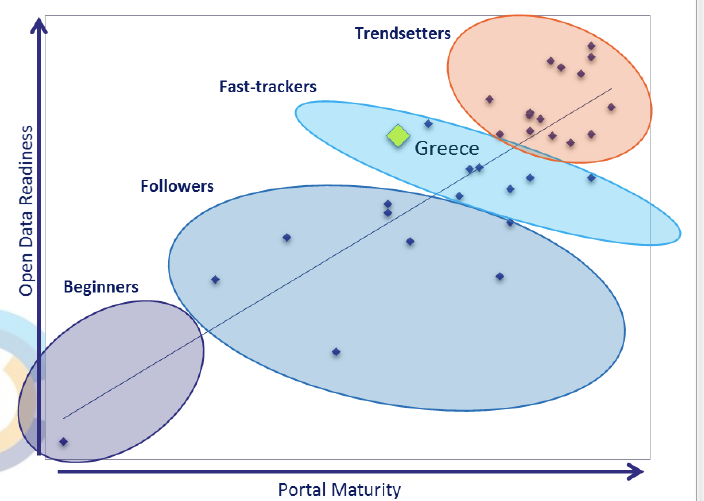 Trendsetters
Fast-trackers
Greece
Followers
Beginners
Open Data Readiness
Portal Maturity